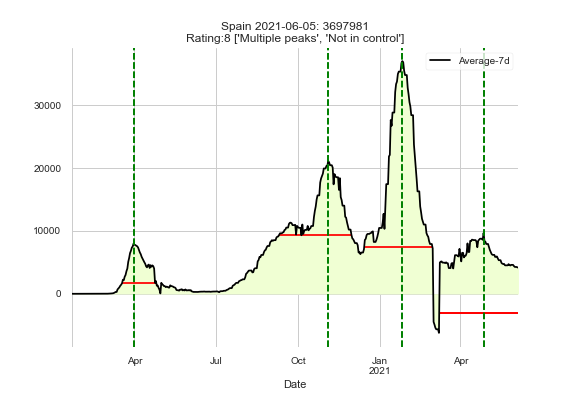 Spain 2021-06-05: 3697981
Rating:8 ['Multiple peaks', 'Not in control']
Average-7d
30000
20000
10000
0
Apr
Jul
Oct
Jan
2021
Apr
Date